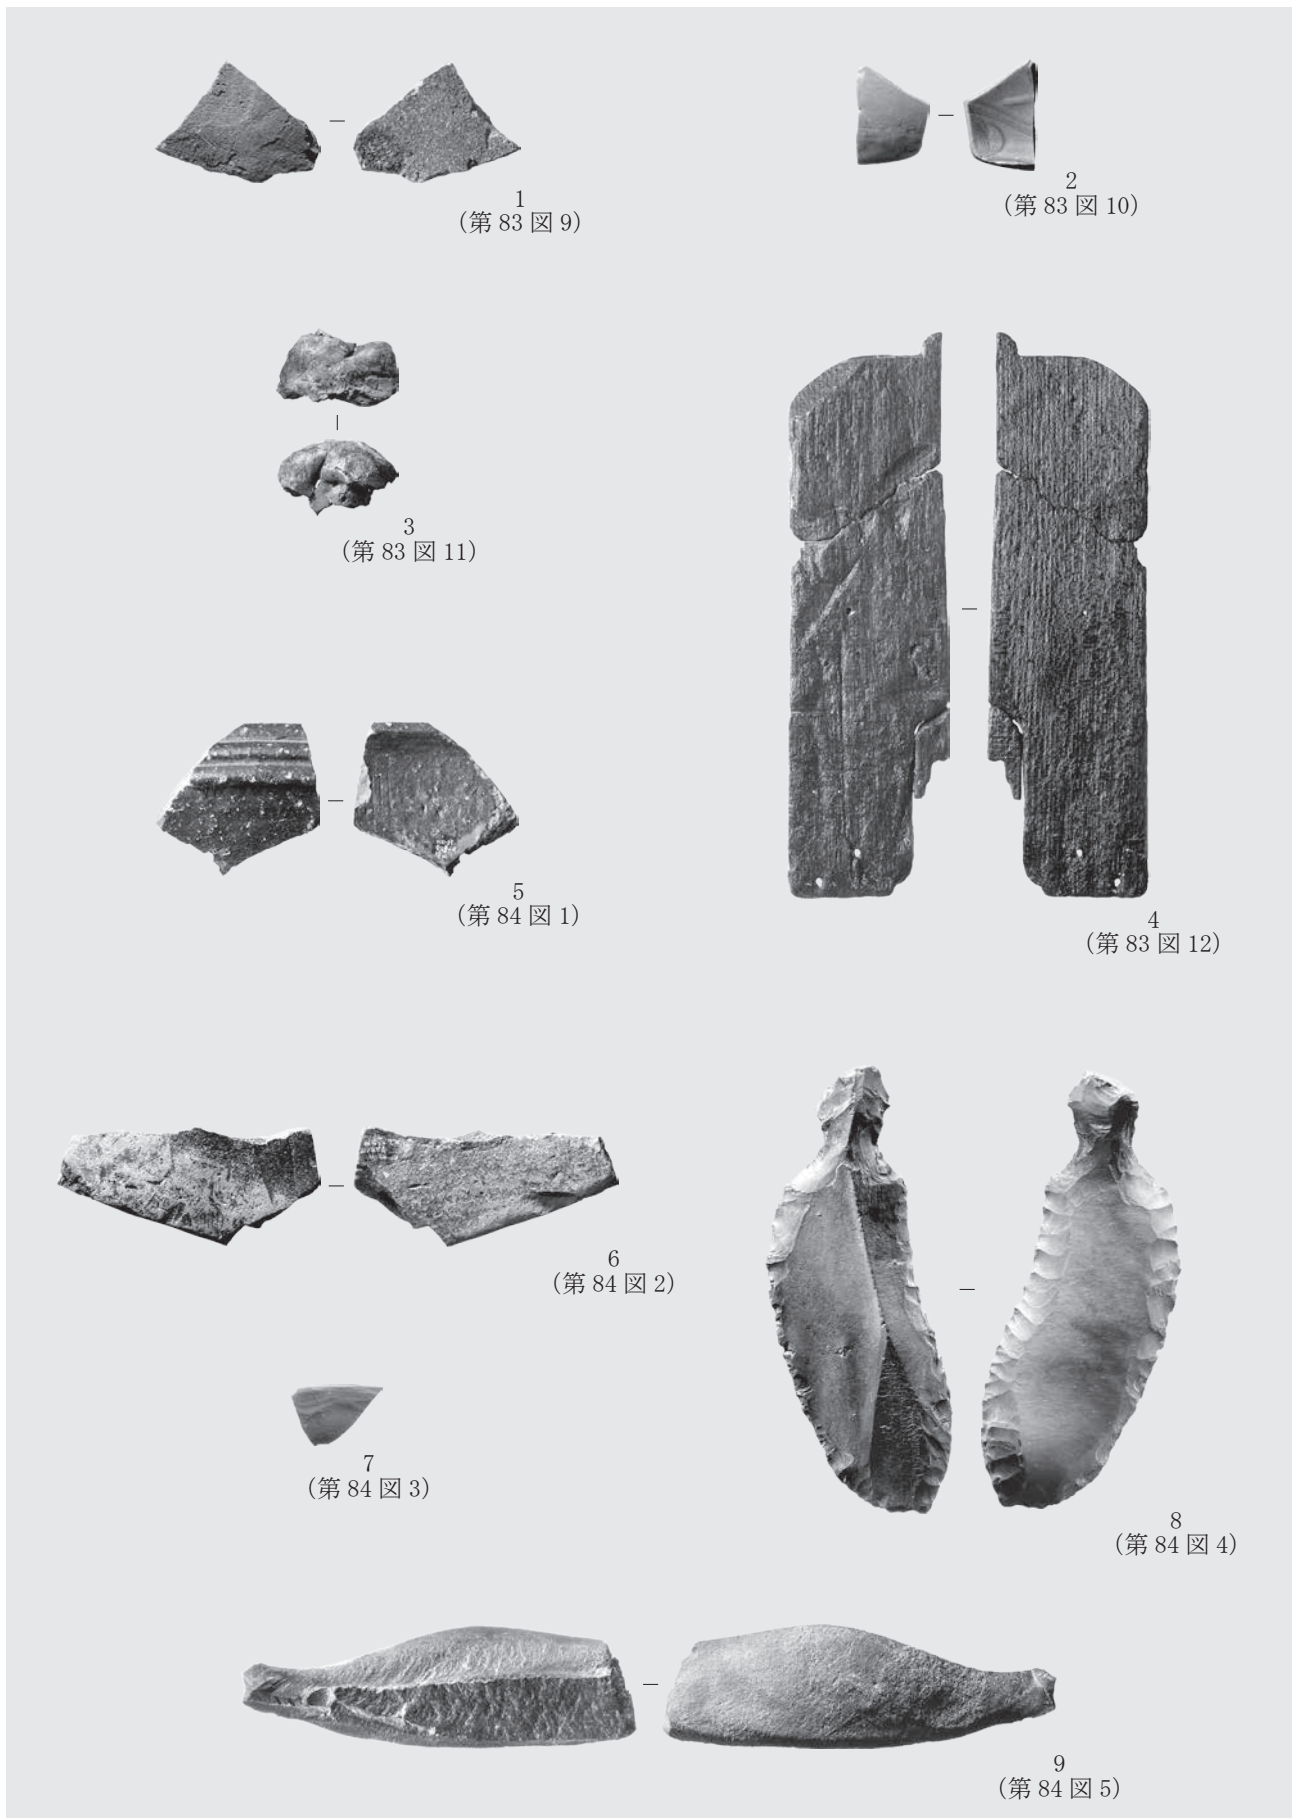 1
（第 83 図 9）
2
（第 83 図 10）
3
（第 83 図 11）
4
（第 83 図 12）
5
（第 84 図 1）
6
（第 84 図 2）
7
（第 84 図 3）
8
（第 84 図 4）
9
（第 84 図 5）